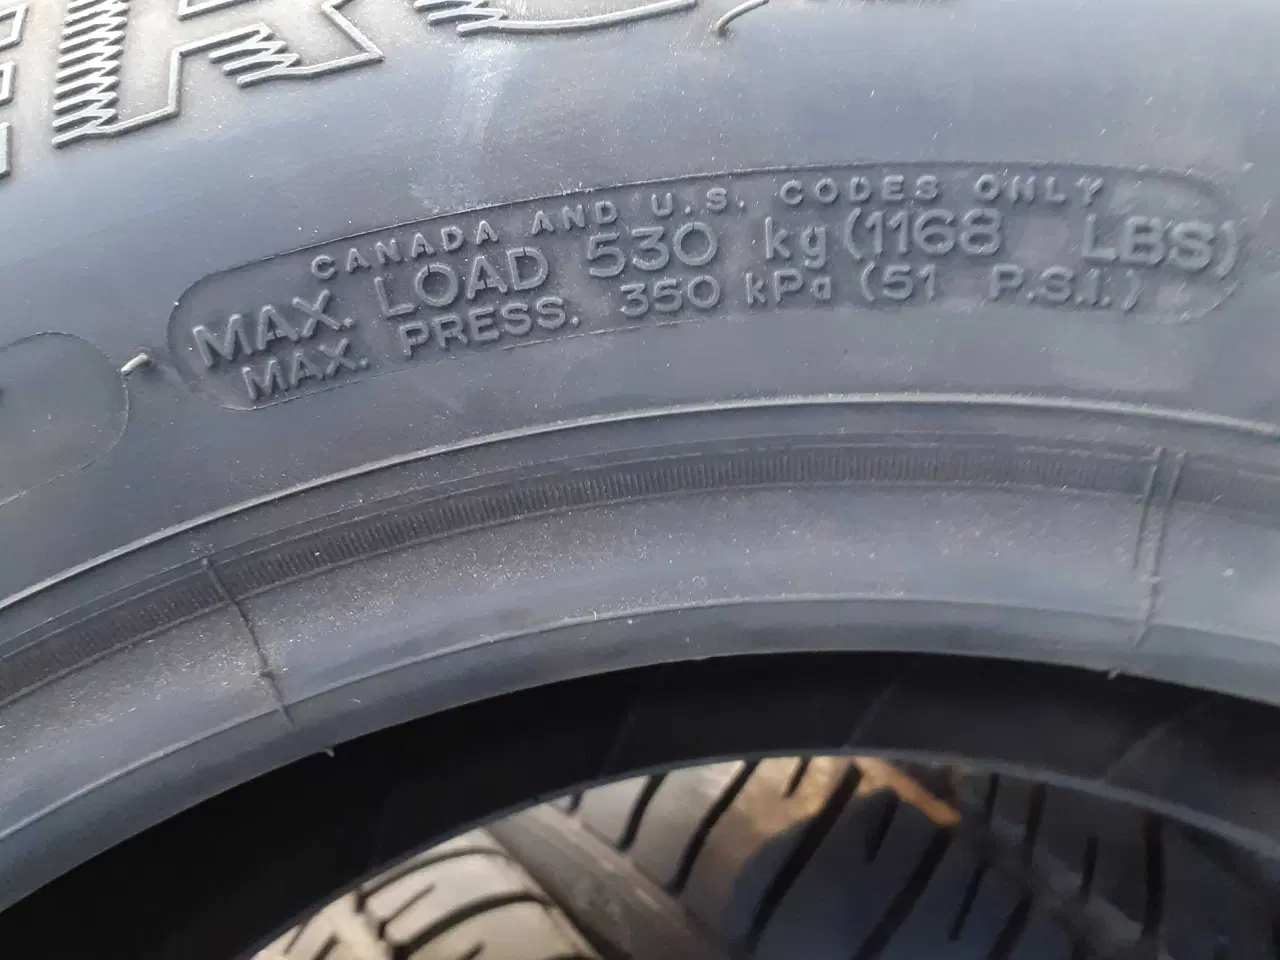 CANADA AND U.S. CODES ONLY
MAX. LOAD 530 kg (1168 LBS)
MAX. PRESS. 350 kPa (51 P.S.I.)